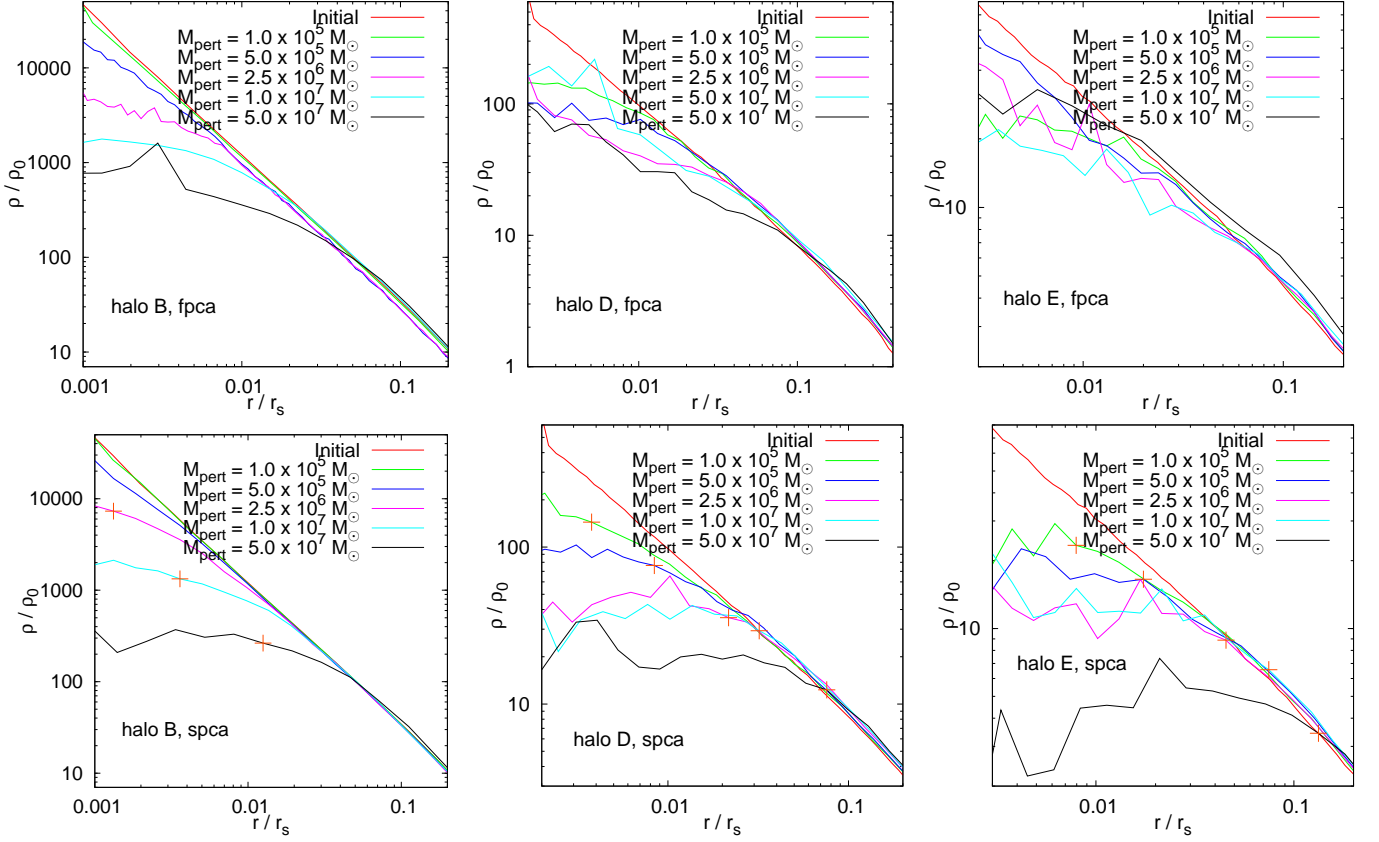 Initial
M_pert = 1.0 x 10^5 M_⊙
M_pert = 5.0 x 10^5 M_⊙
M_pert = 2.5 x 10^6 M_⊙
M_pert = 1.0 x 10^7 M_⊙
M_pert = 5.0 x 10^7 M_⊙
10000
1000
100
10
ρ / ρ_0
halo B, fpca
0.001 0.01 0.1
r / r_s
Initial
M_pert = 1.0 x 10^5 M_⊙
M_pert = 5.0 x 10^5 M_⊙
M_pert = 2.5 x 10^6 M_⊙
M_pert = 1.0 x 10^7 M_⊙
M_pert = 5.0 x 10^7 M_⊙
100
10
1
ρ / ρ_0
halo D, fpca
0.01 0.1
r / r_s
Initial
M_pert = 1.0 x 10^5 M_⊙
M_pert = 5.0 x 10^5 M_⊙
M_pert = 2.5 x 10^6 M_⊙
M_pert = 1.0 x 10^7 M_⊙
M_pert = 5.0 x 10^7 M_⊙
10
ρ / ρ_0
halo E, fpca
0.01 0.1
r / r_s
Initial
M_pert = 1.0 x 10^5 M_⊙
M_pert = 5.0 x 10^5 M_⊙
M_pert = 2.5 x 10^6 M_⊙
M_pert = 1.0 x 10^7 M_⊙
M_pert = 5.0 x 10^7 M_⊙
10000
1000
100
10
ρ / ρ_0
halo B, spca
0.001 0.01 0.1
r / r_s
Initial
M_pert = 1.0 x 10^5 M_⊙
M_pert = 5.0 x 10^5 M_⊙
M_pert = 2.5 x 10^6 M_⊙
M_pert = 1.0 x 10^7 M_⊙
M_pert = 5.0 x 10^7 M_⊙
100
10
ρ / ρ_0
halo D, spca
0.01 0.1
r / r_s
Initial
M_pert = 1.0 x 10^5 M_⊙
M_pert = 5.0 x 10^5 M_⊙
M_pert = 2.5 x 10^6 M_⊙
M_pert = 1.0 x 10^7 M_⊙
M_pert = 5.0 x 10^7 M_⊙
10
ρ / ρ_0
halo E, spca
0.01 0.1
r / r_s